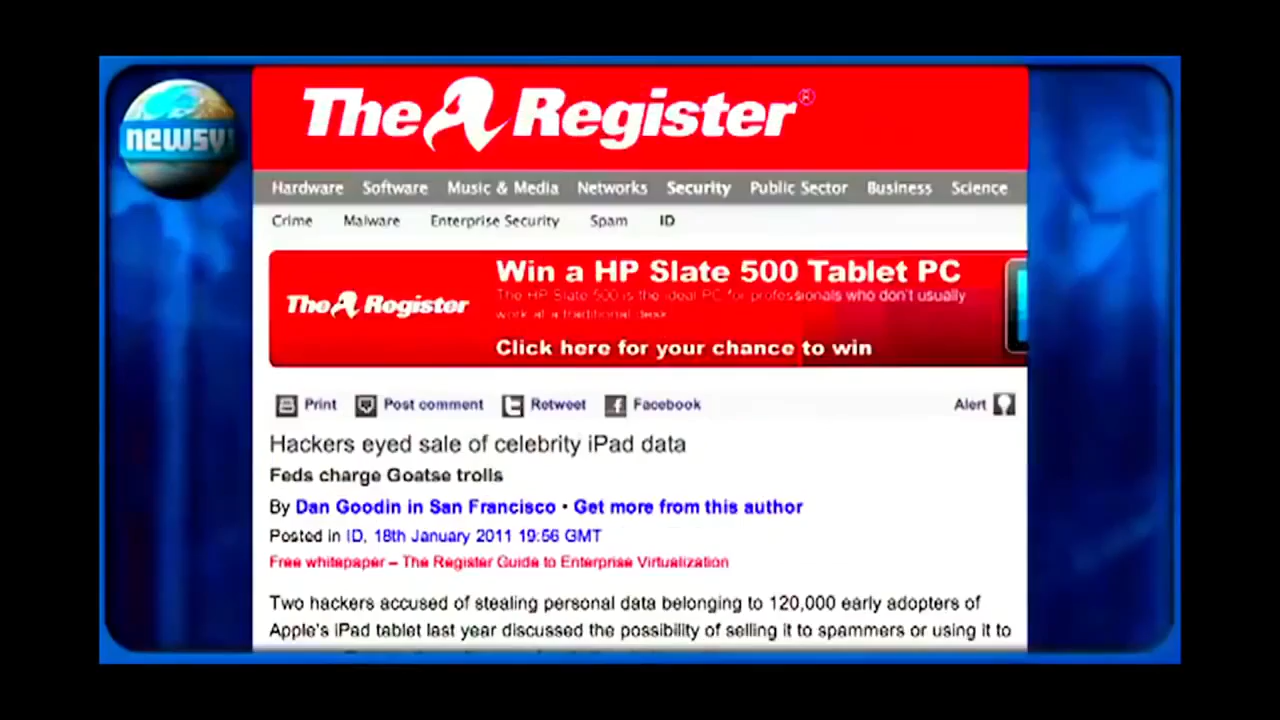 newsy
The Register®
Hardware Software Music & Media Networks Security Public Sector Business Science
Crime Malware Enterprise Security Spam ID
The Register
Win a HP Slate 500 Tablet PC
The HP Slate 500 is the ideal PC for professionals who don't usually
work at a traditional desk.
Click here for your chance to win
Print Post comment Retweet Facebook Alert
Hackers eyed sale of celebrity iPad data
Feds charge Goatse trolls
By Dan Goodin in San Francisco • Get more from this author
Posted in ID, 18th January 2011 19:56 GMT
Free whitepaper – The Register Guide to Enterprise Virtualization
Two hackers accused of stealing personal data belonging to 120,000 early adopters of
Apple's iPad tablet last year discussed the possibility of selling it to spammers or using it to